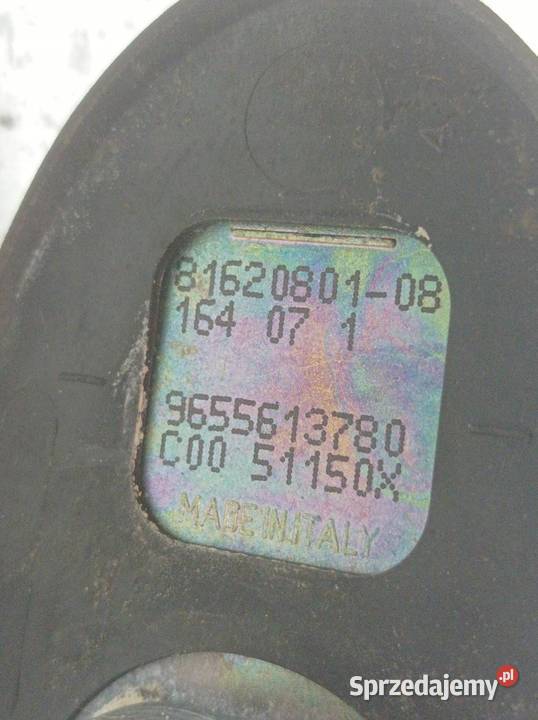 81620801-08
164 07 1
9655613780
C00 51150X
MADE IN ITALY
Sprzedajemy.pl